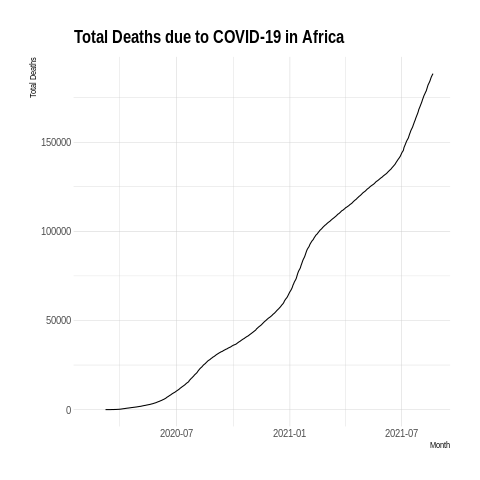 Total Deaths due to COVID-19 in Africa
Total Deaths
150000
100000
50000
0
2020-07 2021-01 2021-07
Month